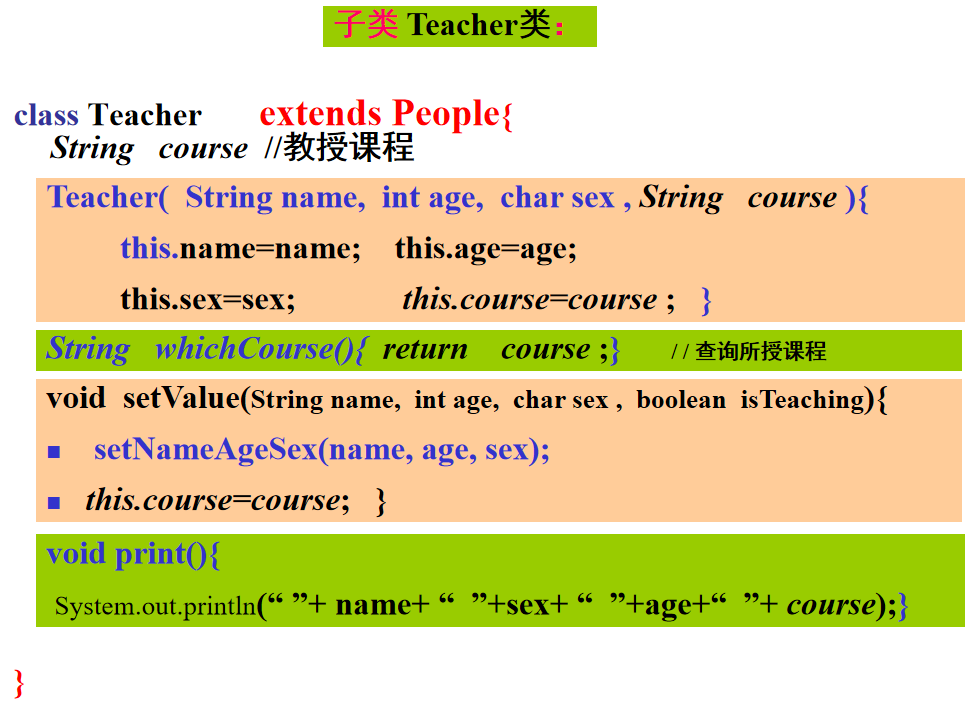 子类 Teacher类：
class Teacher extends People{
String course //教授课程
Teacher( String name, int age, char sex , String course ){
this.name=name; this.age=age;
this.sex=sex; this.course=course ; }
String whichCourse(){ return course ;} // 查询所授课程
void setValue(String name, int age, char sex , boolean isTeaching){
■ setNameAgeSex(name, age, sex);
■ this.course=course; }
void print(){
System.out.println(“ ”+ name+ “ ”+sex+ “ ”+age+“ ”+ course);}
}